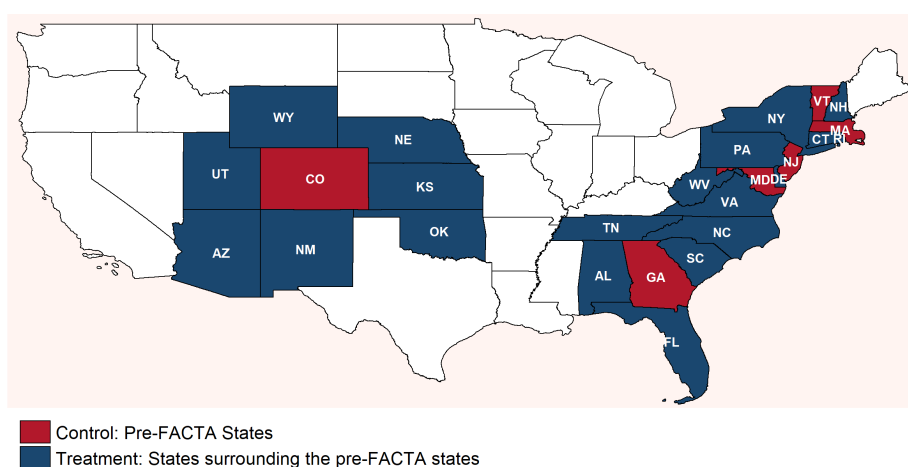 WY
NE
UT
CO
KS
AZ
NM
OK
TN
AL
GA
SC
NC
FL
VA
WV
MD
DE
NJ
PA
NY
CT
RI
MA
VT
NH
Control: Pre-FACTA States
Treatment: States surrounding the pre-FACTA states